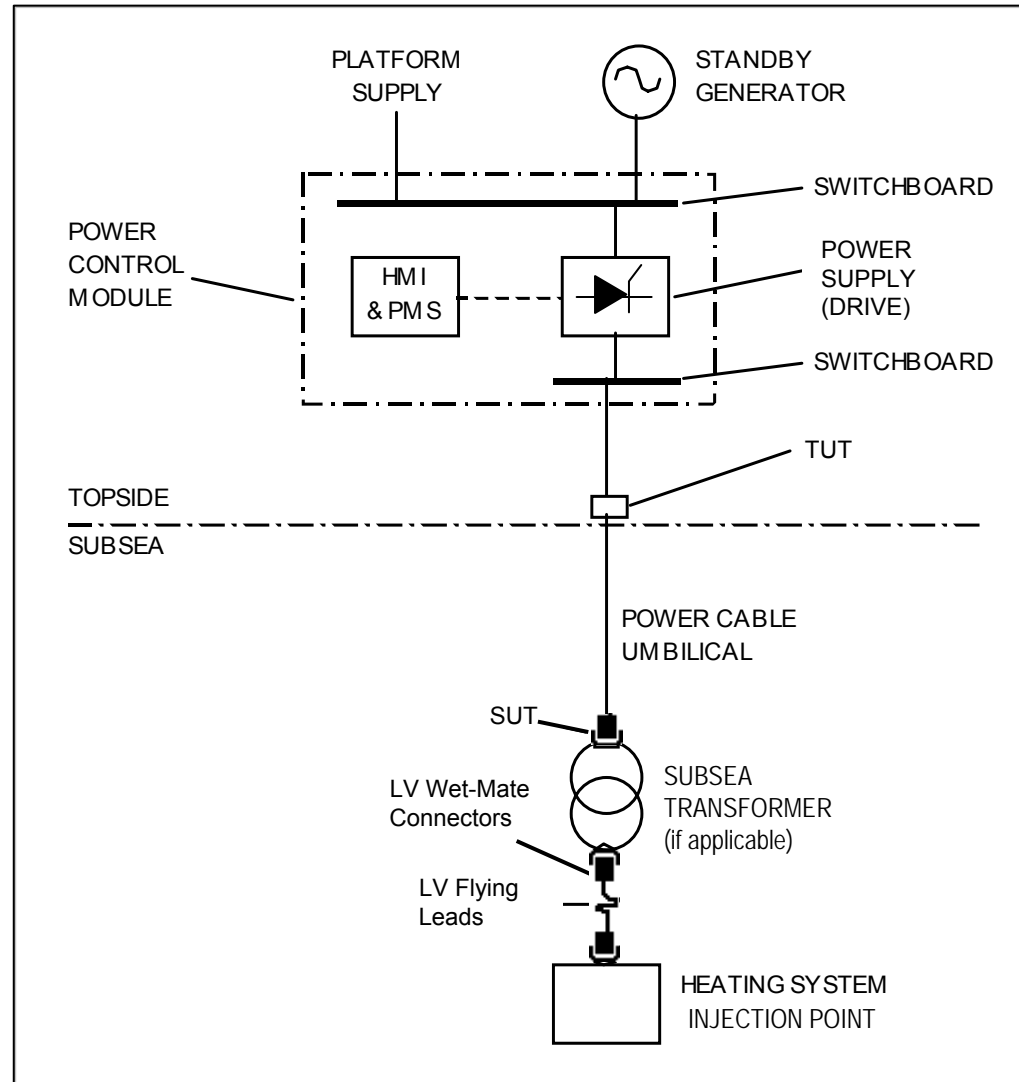 PLATFORM
SUPPLY
STANDBY
GENERATOR
SWITCHBOARD
POWER
CONTROL
MODULE
HMI
& PMS
POWER
SUPPLY
(DRIVE)
SWITCHBOARD
TUT
TOPSIDE
SUBSEA
POWER CABLE
UMBILICAL
SUT
SUBSEA
TRANSFORMER
(if applicable)
LV Wet-Mate
Connectors
LV Flying
Leads
HEATING SYSTEM
INJECTION POINT